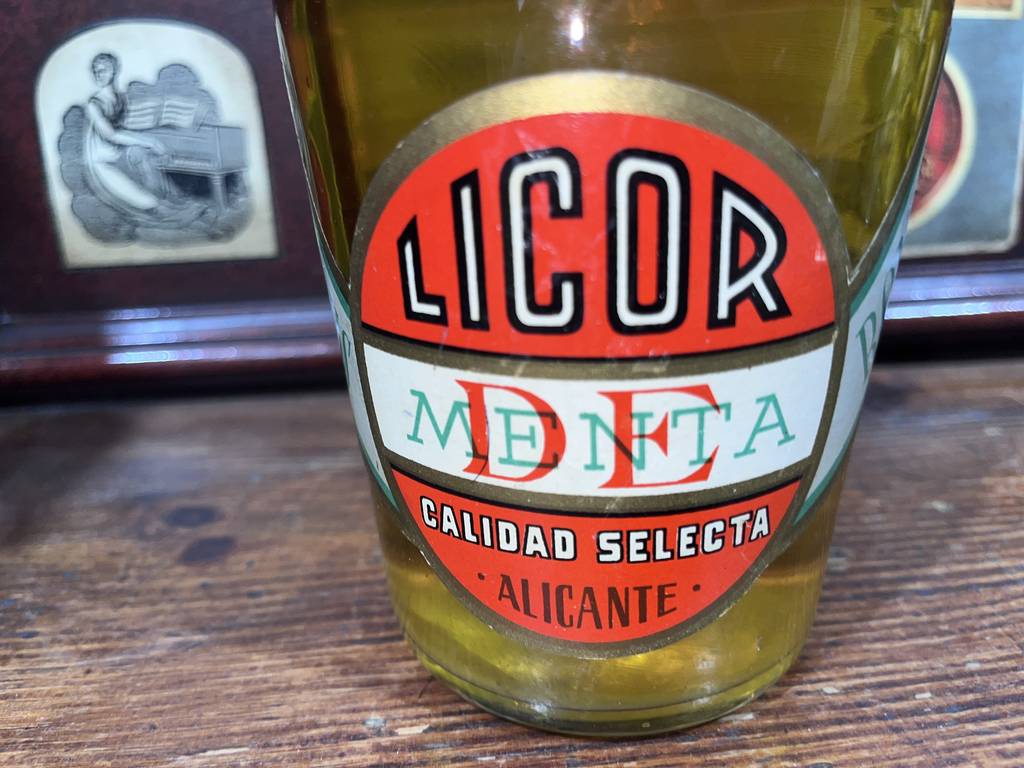 LICOR
DE
MENTA
CALIDAD SELECTA
· ALICANTE ·